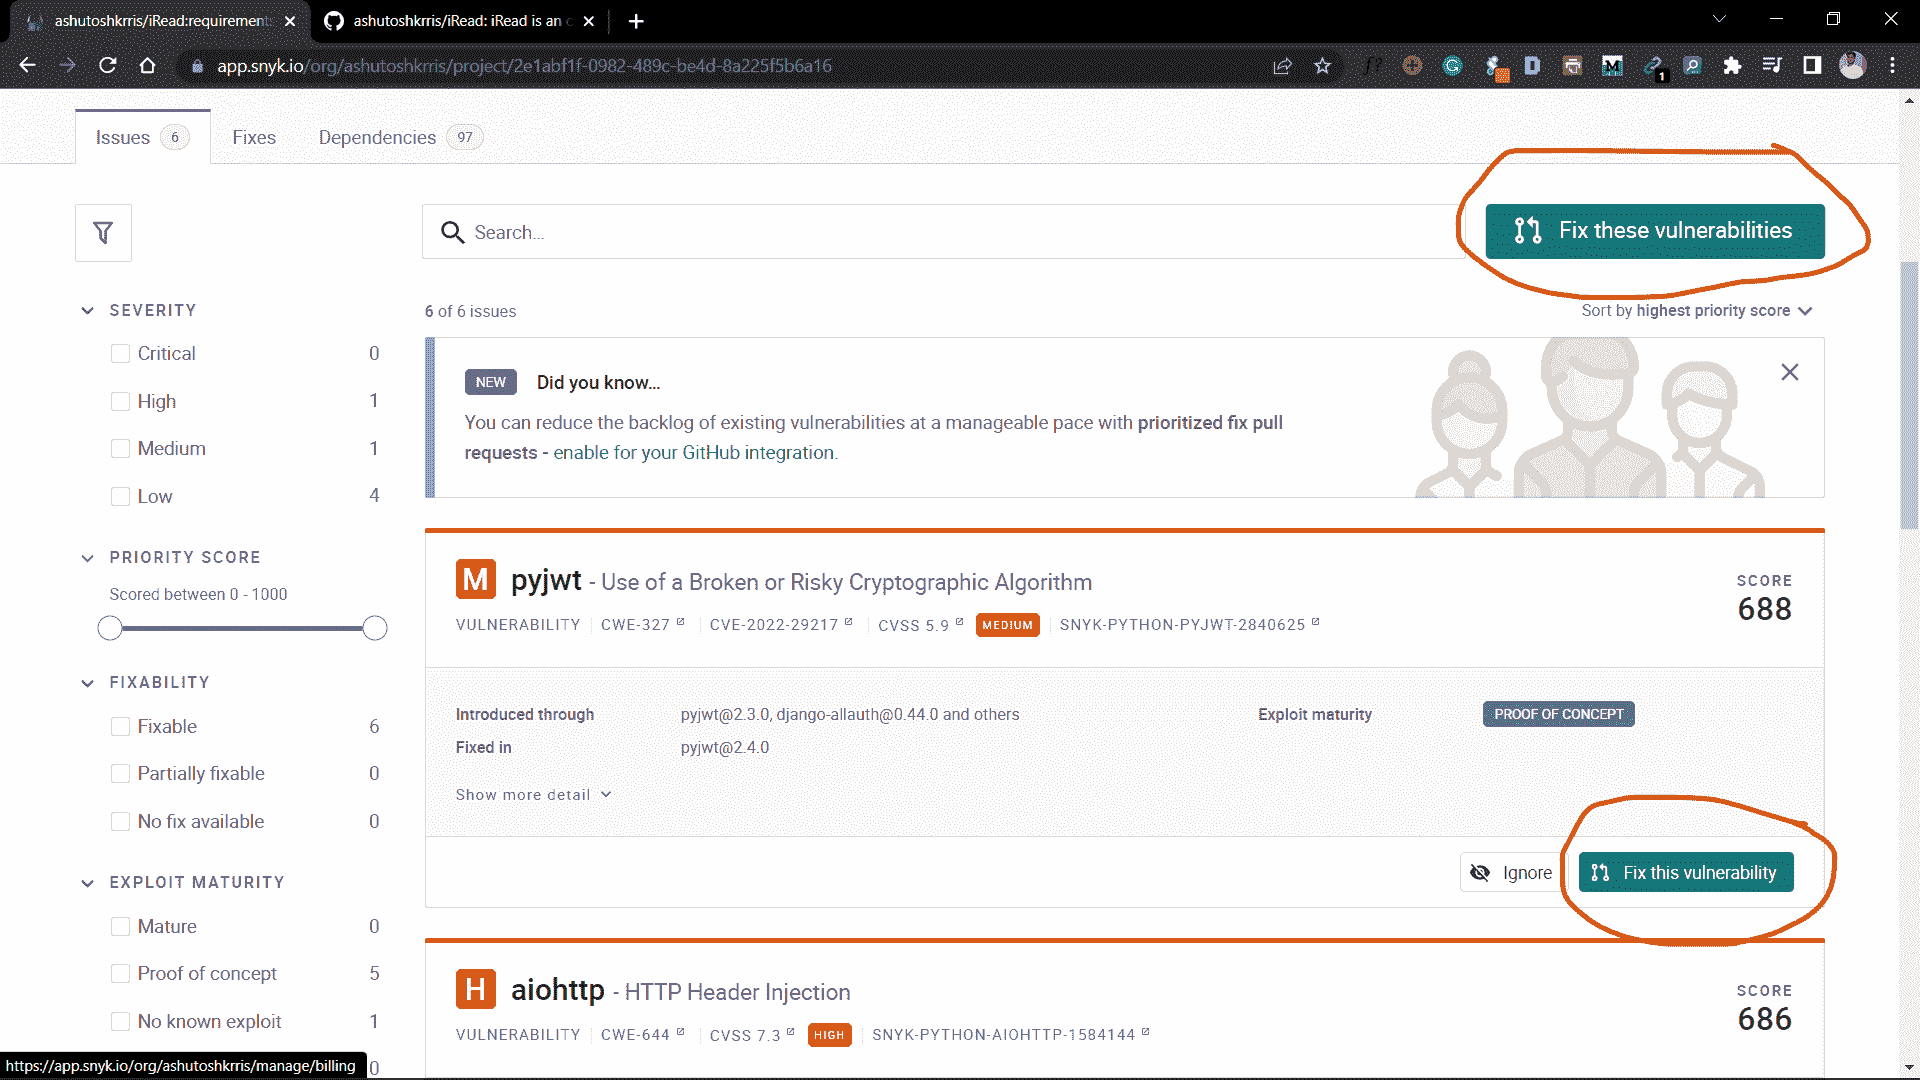 ashutoshkrris/iRead:requirements
ashutoshkrris/iRead: iRead is an o
app.snyk.io/org/ashutoshkrris/project/2e1abf1f-0982-489c-be4d-8a225f5b6a16
Issues 6 Fixes Dependencies 97
Search...
Fix these vulnerabilities
6 of 6 issues
Sort by highest priority score
SEVERITY
Critical 0
High 1
Medium 1
Low 4
PRIORITY SCORE
Scored between 0 - 1000
FIXABILITY
Fixable 6
Partially fixable 0
No fix available 0
EXPLOIT MATURITY
Mature 0
Proof of concept 5
No known exploit 1
0
NEW Did you know...
You can reduce the backlog of existing vulnerabilities at a manageable pace with prioritized fix pull
requests - enable for your GitHub integration.
M pyjwt - Use of a Broken or Risky Cryptographic Algorithm
SCORE
688
VULNERABILITY CWE-327 CVE-2022-29217 CVSS 5.9 MEDIUM SNYK-PYTHON-PYJWT-2840625
Introduced through pyjwt@2.3.0, django-allauth@0.44.0 and others
Exploit maturity PROOF OF CONCEPT
Fixed in pyjwt@2.4.0
Show more detail
Ignore
Fix this vulnerability
H aiohttp - HTTP Header Injection
SCORE
686
VULNERABILITY CWE-644 CVSS 7.3 HIGH SNYK-PYTHON-AIOHTTP-1584144
https://app.snyk.io/org/ashutoshkrris/manage/billing